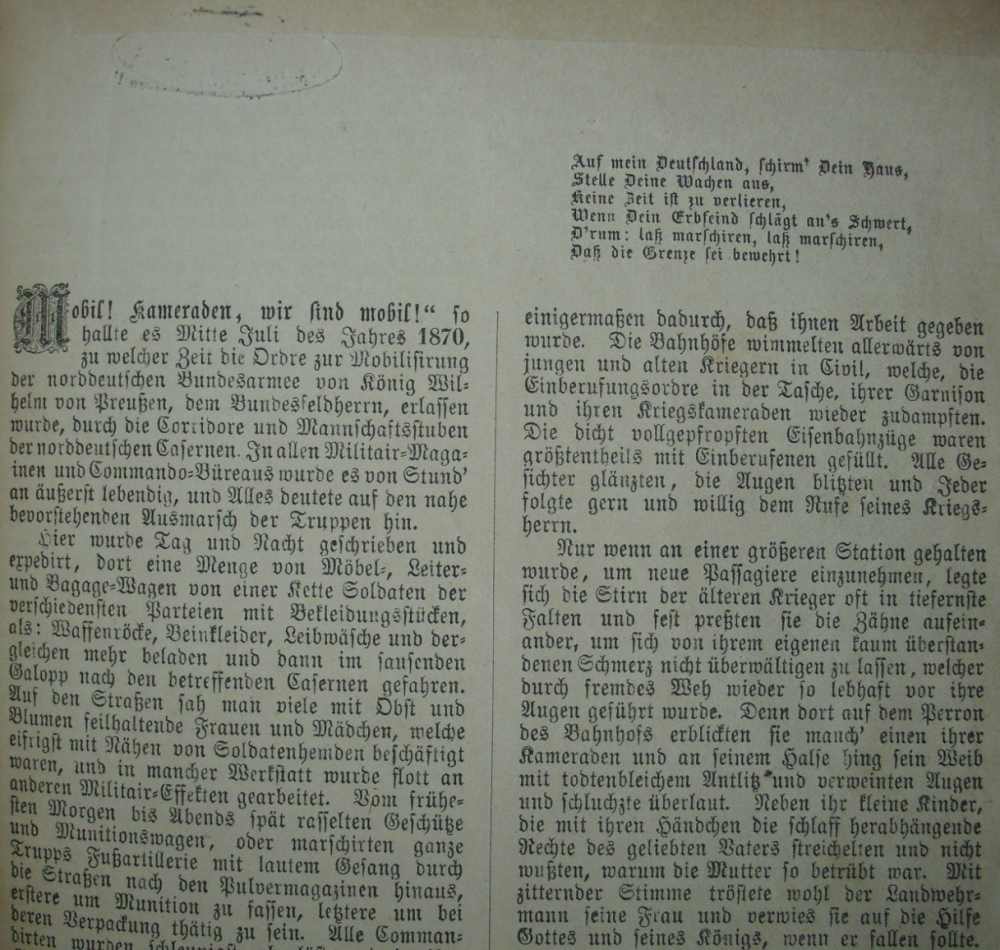 Auf mein Deutschland, schirm' Dein Haus,
Stelle Deine Wachen aus,
Keine Zeit ist zu verlieren,
Wenn Dein Erbfeind schlägt an's Schwert,
D'rum: laß marschiren, laß marschiren,
Daß die Grenze sei bewehrt!
Mobil! Kameraden, wir sind mobil!“ so
hallte es Mitte Juli des Jahres 1870,
zu welcher Zeit die Ordre zur Mobilisirung
der norddeutschen Bundesarmee von König Wil-
helm von Preußen, dem Bundesfeldherrn, erlassen
wurde, durch die Corridore und Mannschaftsstuben
der norddeutschen Casernen. In allen Militair-Maga-
inen und Commando-Büreaus wurde es von Stund'
an äußerst lebendig, und Alles deutete auf den nahe
bevorstehenden Ausmarsch der Truppen hin.
Hier wurde Tag und Nacht geschrieben und
expedirt, dort eine Menge von Möbel-, Leiter-
und Bagage-Wagen von einer Kette Soldaten der
verschiedensten Parteien mit Bekleidungsstücken,
als: Waffenröcke, Beinkleider, Leibwäsche und der-
gleichen mehr beladen und dann im sausenden
Galopp nach den betreffenden Casernen gefahren.
Auf den Straßen sah man viele mit Obst und
Blumen feilhaltende Frauen und Mädchen, welche
eifrigst mit Nähen von Soldatenhemden beschäftigt
waren, und in mancher Werkstatt wurde flott an
anderen Militair-Effekten gearbeitet. Vom frühe-
sten Morgen bis Abends spät rasselten Geschütze
und Munitionswagen, oder marschirten ganze
Trupps Fußartillerie mit lautem Gesang durch
die Straßen nach den Pulvermagazinen hinaus,
erstere um Munition zu fassen, letztere um bei
deren Verpackung thätig zu sein. Alle Comman-
dirten wurden
einigermaßen dadurch, daß ihnen Arbeit gegeben
wurde. Die Bahnhöfe wimmelten allerwärts von
jungen und alten Kriegern in Civil, welche, die
Einberufungsordre in der Tasche, ihrer Garnison
und ihren Kriegskameraden wieder zudampften.
Die dicht vollgepfropften Eisenbahnzüge waren
größtentheils mit Einberufenen gefüllt. Alle Ge-
sichter glänzten, die Augen blitzten und Jeder
folgte gern und willig dem Rufe seines Kriegs-
herrn.
Nur wenn an einer größeren Station gehalten
wurde, um neue Passagiere einzunehmen, legte
sich die Stirn der älteren Krieger oft in tiefernste
Falten und fest preßten sie die Zähne aufein-
ander, um sich von ihrem eigenen kaum überstan-
denen Schmerz nicht überwältigen zu lassen, welcher
durch fremdes Weh wieder so lebhaft vor ihre
Augen geführt wurde. Denn dort auf dem Perron
des Bahnhofs erblickten sie manch' einen ihrer
Kameraden und an seinem Halse hing sein Weib
mit todtenbleichem Antlitz und verweinten Augen
und schluchzte überlaut. Neben ihr kleine Kinder,
die mit ihren Händchen die schlaff herabhängende
Rechte des geliebten Vaters streichelten und nicht
wußten, warum die Mutter so betrübt war. Mit
zitternder Stimme tröstete wohl der Landwehr-
mann seine Frau und verwies sie auf die Hilfe
Gottes und seines Königs, wenn er fallen sollte.